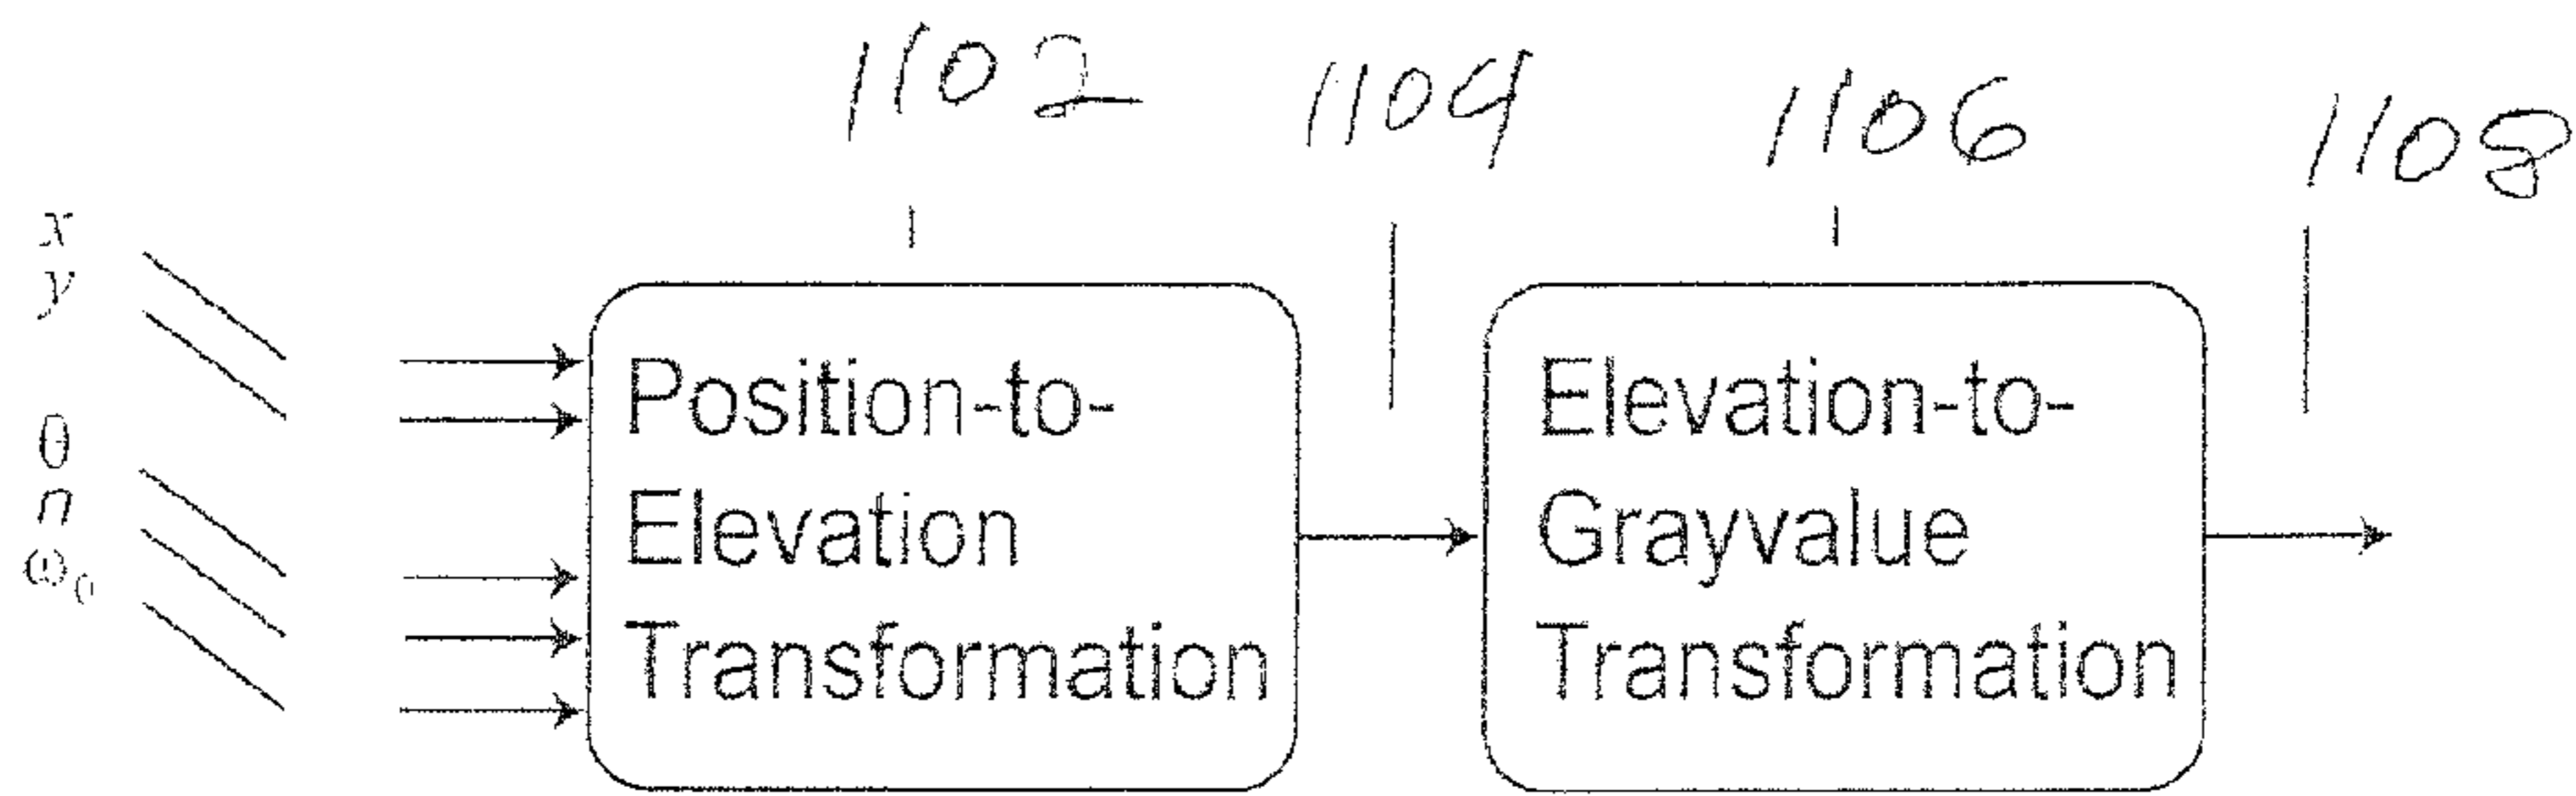 1102
1104
1106
1108
x
y
θ
n
ω₀
Position-to-
Elevation
Transformation
Elevation-to-
Grayvalue
Transformation